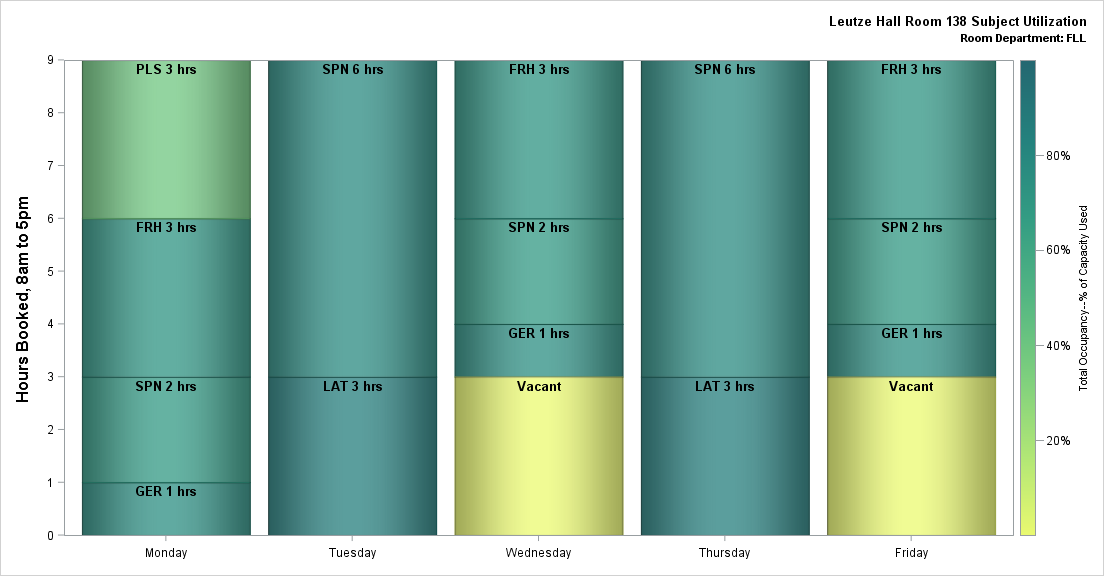 Leutze Hall Room 138 Subject Utilization
Room Department: FLL
Hours Booked, 8am to 5pm
9
8
7
6
5
4
3
2
1
0
PLS 3 hrs
FRH 3 hrs
SPN 2 hrs
GER 1 hrs
SPN 6 hrs
LAT 3 hrs
FRH 3 hrs
SPN 2 hrs
GER 1 hrs
Vacant
SPN 6 hrs
LAT 3 hrs
FRH 3 hrs
SPN 2 hrs
GER 1 hrs
Vacant
Monday
Tuesday
Wednesday
Thursday
Friday
80%
60%
40%
20%
Total Occupancy--% of Capacity Used